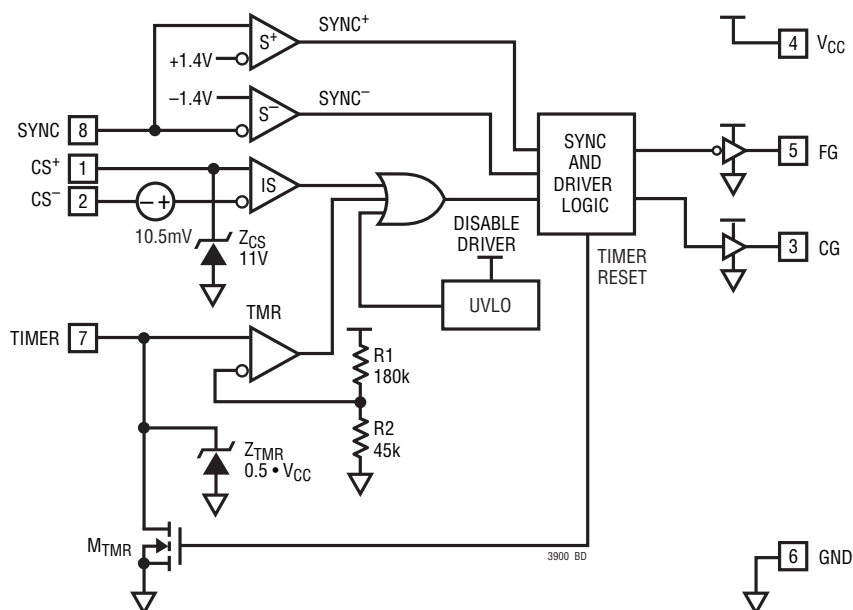 SYNC+
S+
+1.4V
4
VCC
–1.4V
SYNC–
S–
SYNC
8
SYNC
AND
DRIVER
LOGIC
5
FG
CS+
1
CS–
2
– +
10.5mV
IS
ZCS
11V
DISABLE
DRIVER
UVLO
TIMER
RESET
3
CG
TIMER
7
TMR
R1
180k
R2
45k
ZTMR
0.5 • VCC
MTMR
3900 BD
6
GND